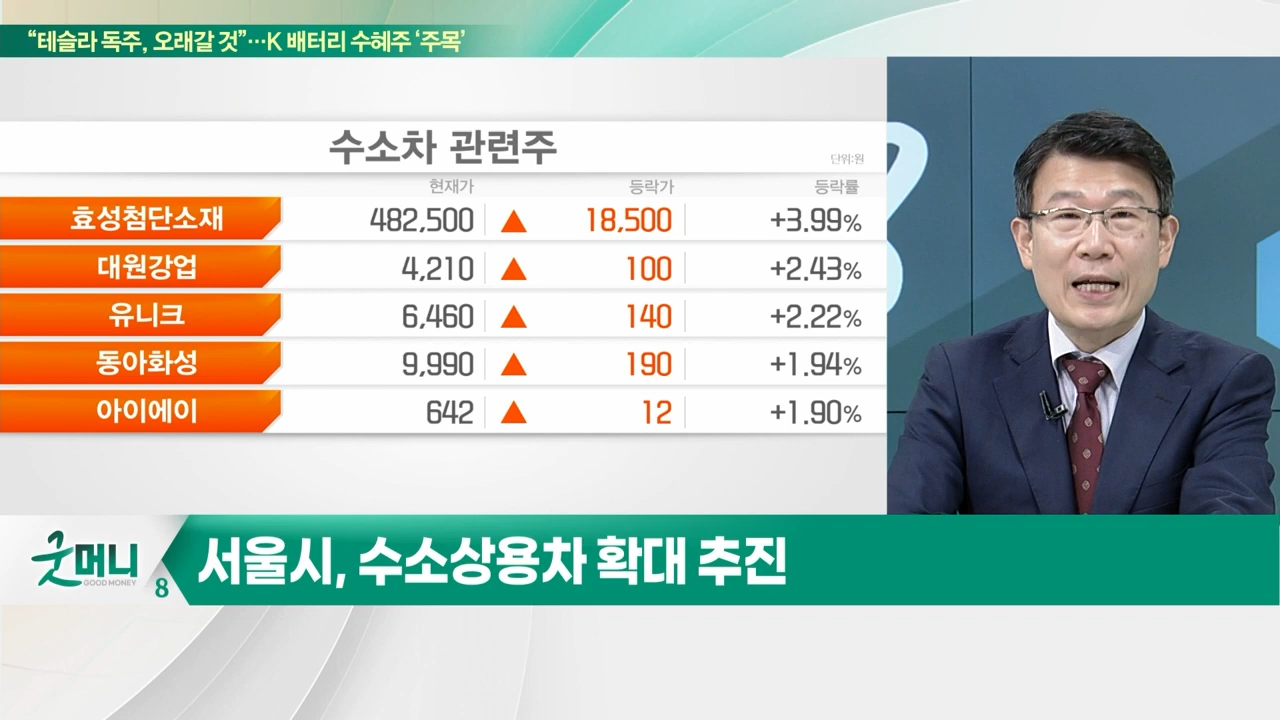 “테슬라 독주, 오래갈 것”…K 배터리 수혜주 ‘주목’
수소차 관련주
단위:원
현재가 등락가 등락률
효성첨단소재 482,500 ▲ 18,500 +3.99%
대원강업 4,210 ▲ 100 +2.43%
유니크 6,460 ▲ 140 +2.22%
동아화성 9,990 ▲ 190 +1.94%
아이에이 642 ▲ 12 +1.90%
굿머니
GOOD MONEY
8
서울시, 수소상용차 확대 추진